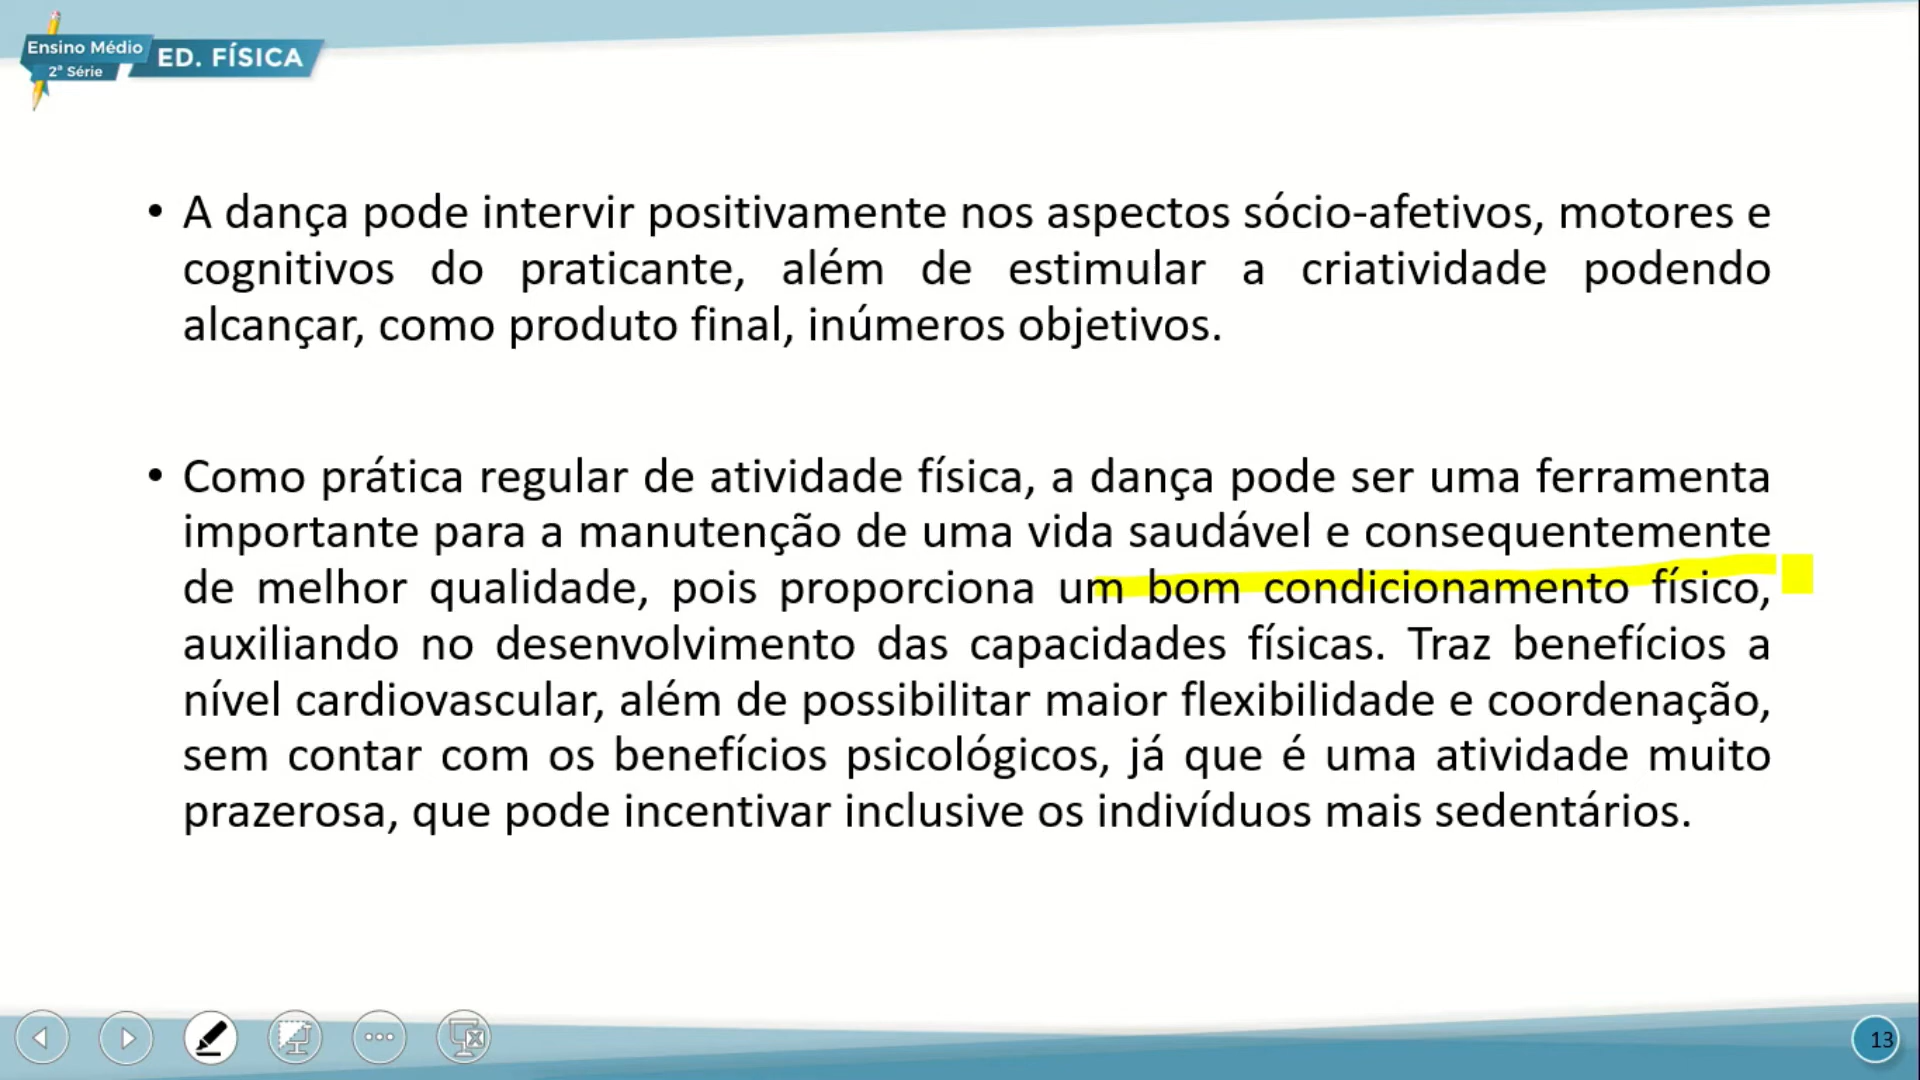 Ensino Médio
2ª Série
ED. FÍSICA
• A dança pode intervir positivamente nos aspectos sócio-afetivos, motores e
cognitivos do praticante, além de estimular a criatividade podendo
alcançar, como produto final, inúmeros objetivos.
• Como prática regular de atividade física, a dança pode ser uma ferramenta
importante para a manutenção de uma vida saudável e consequentemente
de melhor qualidade, pois proporciona um bom condicionamento físico,
auxiliando no desenvolvimento das capacidades físicas. Traz benefícios a
nível cardiovascular, além de possibilitar maior flexibilidade e coordenação,
sem contar com os benefícios psicológicos, já que é uma atividade muito
prazerosa, que pode incentivar inclusive os indivíduos mais sedentários.
13